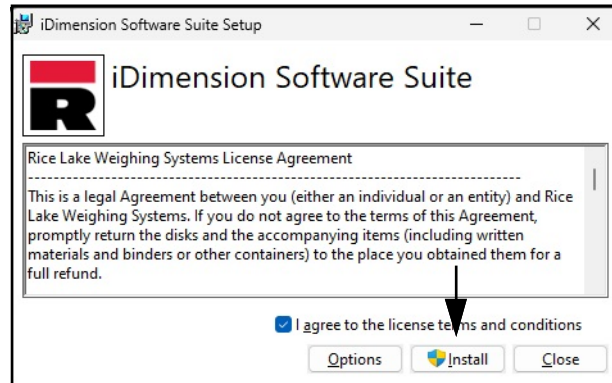 iDimension Software Suite Setup
R
iDimension Software Suite
Rice Lake Weighing Systems License Agreement
--------------------------------------------------------------------------------
This is a legal Agreement between you (either an individual or an entity) and Rice
Lake Weighing Systems. If you do not agree to the terms of this Agreement,
promptly return the disks and the accompanying items (including written
materials and binders or other containers) to the place you obtained them for a
full refund.
I agree to the license terms and conditions
Options Install Close